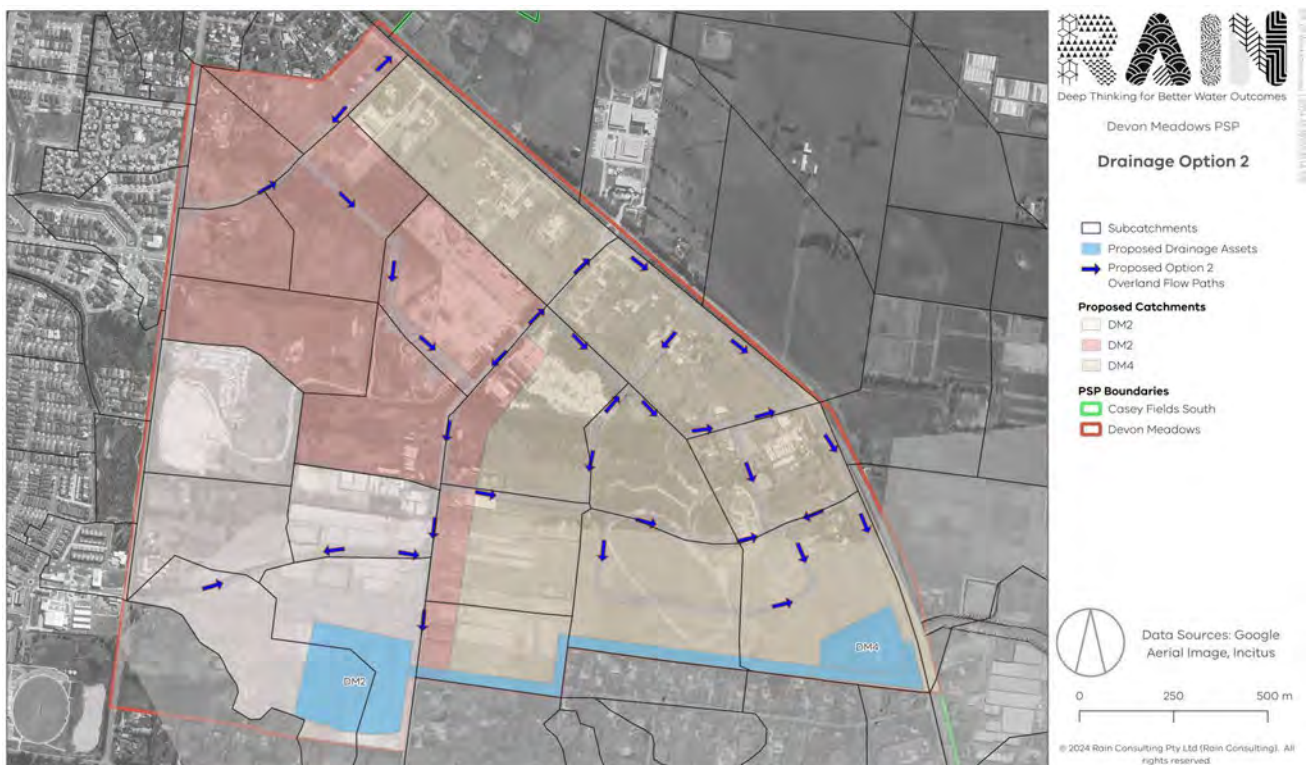 RAIN
Deep Thinking for Better Water Outcomes
Devon Meadows PSP
Drainage Option 2
Subcatchments
Proposed Drainage Assets
Proposed Option 2
Overland Flow Paths
Proposed Catchments
DM2
DM2
DM4
PSP Boundaries
Casey Fields South
Devon Meadows
Data Sources: Google
Aerial Image, Incitus
0 250 500 m
© 2024 Rain Consulting Pty Ltd (Rain Consulting). All
rights reserved.
DM2
DM4